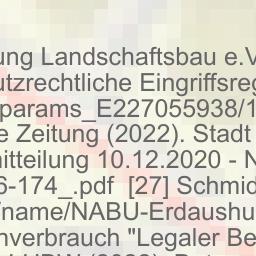 ung Landschaftsbau e.V
utzrechtliche Eingriffsreg
params_E227055938/1
e Zeitung (2022). Stadt
nitteilung 10.12.2020 - N
6-174_.pdf [27] Schmid
/name/NABU-Erdaushu
nverbrauch "Legaler Be